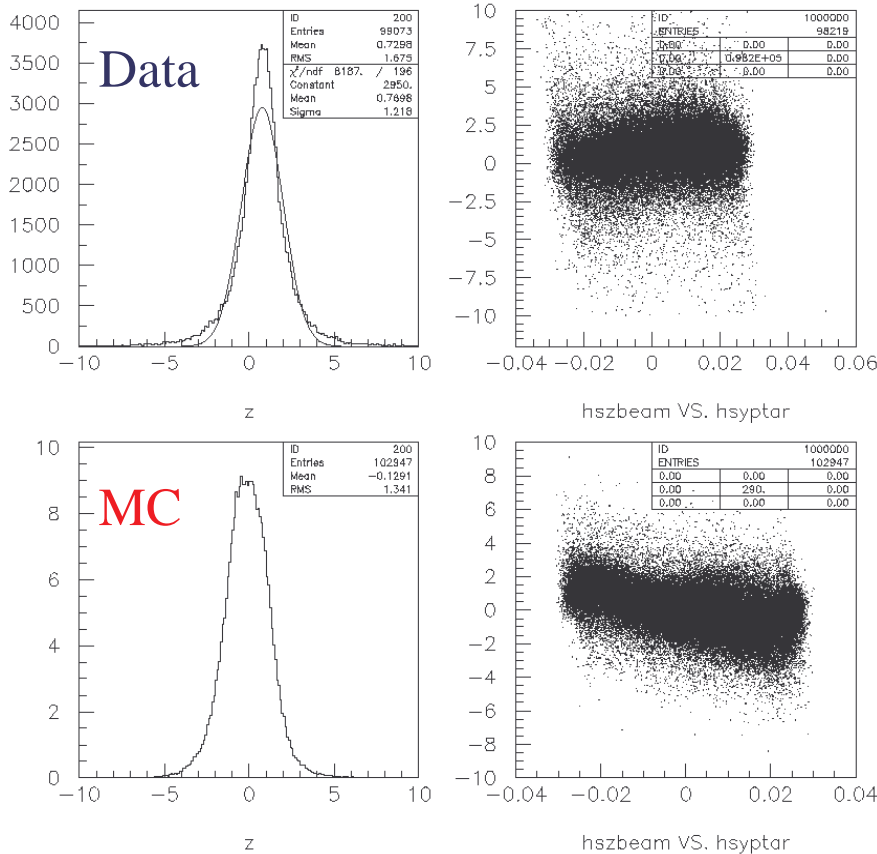 Data
ID 200
Entries 99073
Mean 0.7298
RMS 1.675
χ²/ndf 8187. / 196
Constant 2950.
Mean 0.7698
Sigma 1.218
4000
3500
3000
2500
2000
1500
1000
500
0
-10 -5 0 5 10
z
ID 1000000
ENTRIES 98219
0.00 0.00 0.00
0.00 0.982E+05 0.00
0.00 0.00 0.00
10
7.5
5
2.5
0
-2.5
-5
-7.5
-10
-0.04 -0.02 0 0.02 0.04 0.06
hszbeam VS. hsyptar
MC
ID 200
Entries 102947
Mean -0.1291
RMS 1.341
10
8
6
4
2
0
-10 -5 0 5 10
z
ID 1000000
ENTRIES 102947
0.00 0.00 0.00
0.00 290. 0.00
0.00 0.00 0.00
10
8
6
4
2
0
-2
-4
-6
-8
-10
-0.04 -0.02 0 0.02 0.04
hszbeam VS. hsyptar